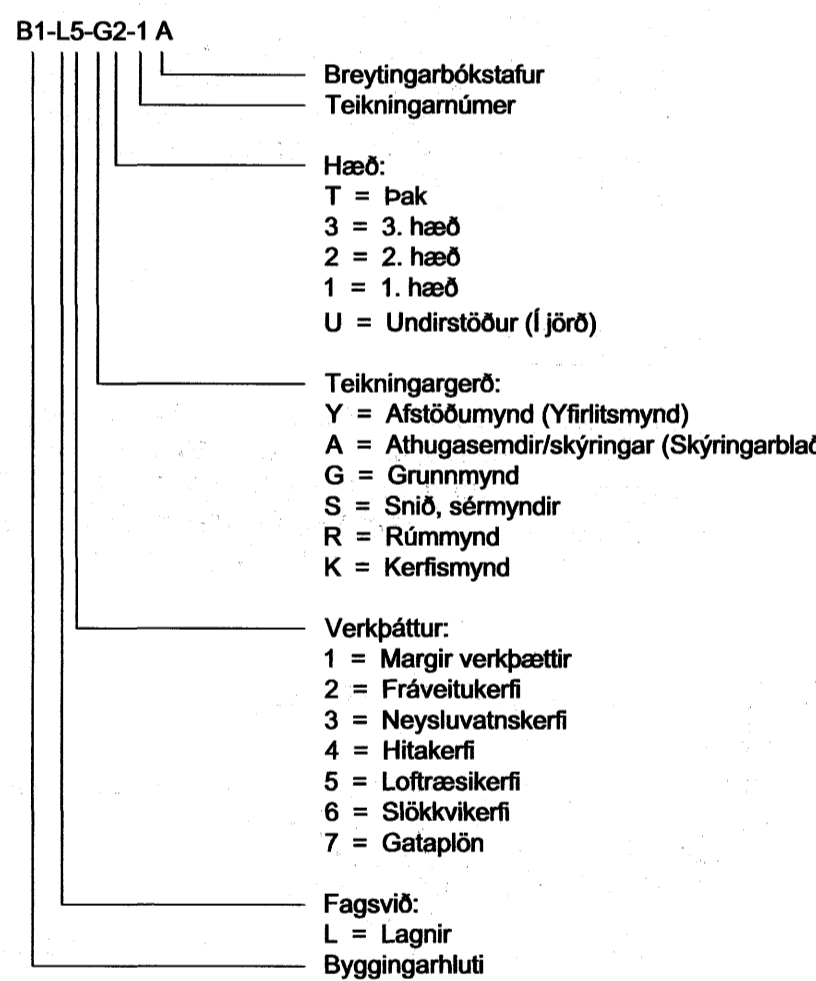 B1-L5-G2-1 A
Breytingarbókstafur
Teikningarnúmer
Hæð:
T = Þak
3 = 3. hæð
2 = 2. hæð
1 = 1. hæð
U = Undirstöður (Í jörð)
Teikningargerð:
Y = Afstöðumynd (Yfirlitsmynd)
A = Athugasemdir/skýringar (Skýringarblað
G = Grunnmynd
S = Snið, sérmyndir
R = Rúmmynd
K = Kerfismynd
Verkþáttur:
1 = Margir verkþættir
2 = Fráveitukerfi
3 = Neysluvatnskerfi
4 = Hitakerfi
5 = Loftræsikerfi
6 = Slökkvikerfi
7 = Gataplön
Fagsvið:
L = Lagnir
Byggingarhluti